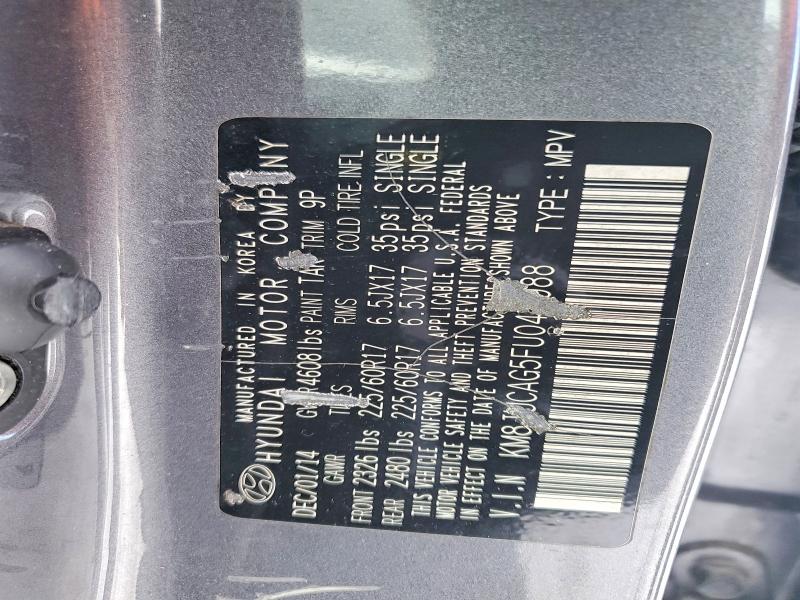 MANUFACTURED IN KOREA BY
HYUNDAI MOTOR COMPANY
DEC/01/14 4608 lbs PAINT TRIM 9P
GAWR RIMS COLD TIRE INFL
FRONT 2326 lbs 225/60R17 6.5JX17 35psi SINGLE
REAR 2480 lbs 225/60R17 6.5JX17 35psi SINGLE
THIS VEHICLE CONFORMS TO ALL APPLICABLE U.S.A. FEDERAL
MOTOR VEHICLE SAFETY AND THEFT PREVENTION STANDARDS
IN EFFECT ON THE DATE OF MANUFACTURE SHOWN ABOVE
V.I.N TYPE : MPV